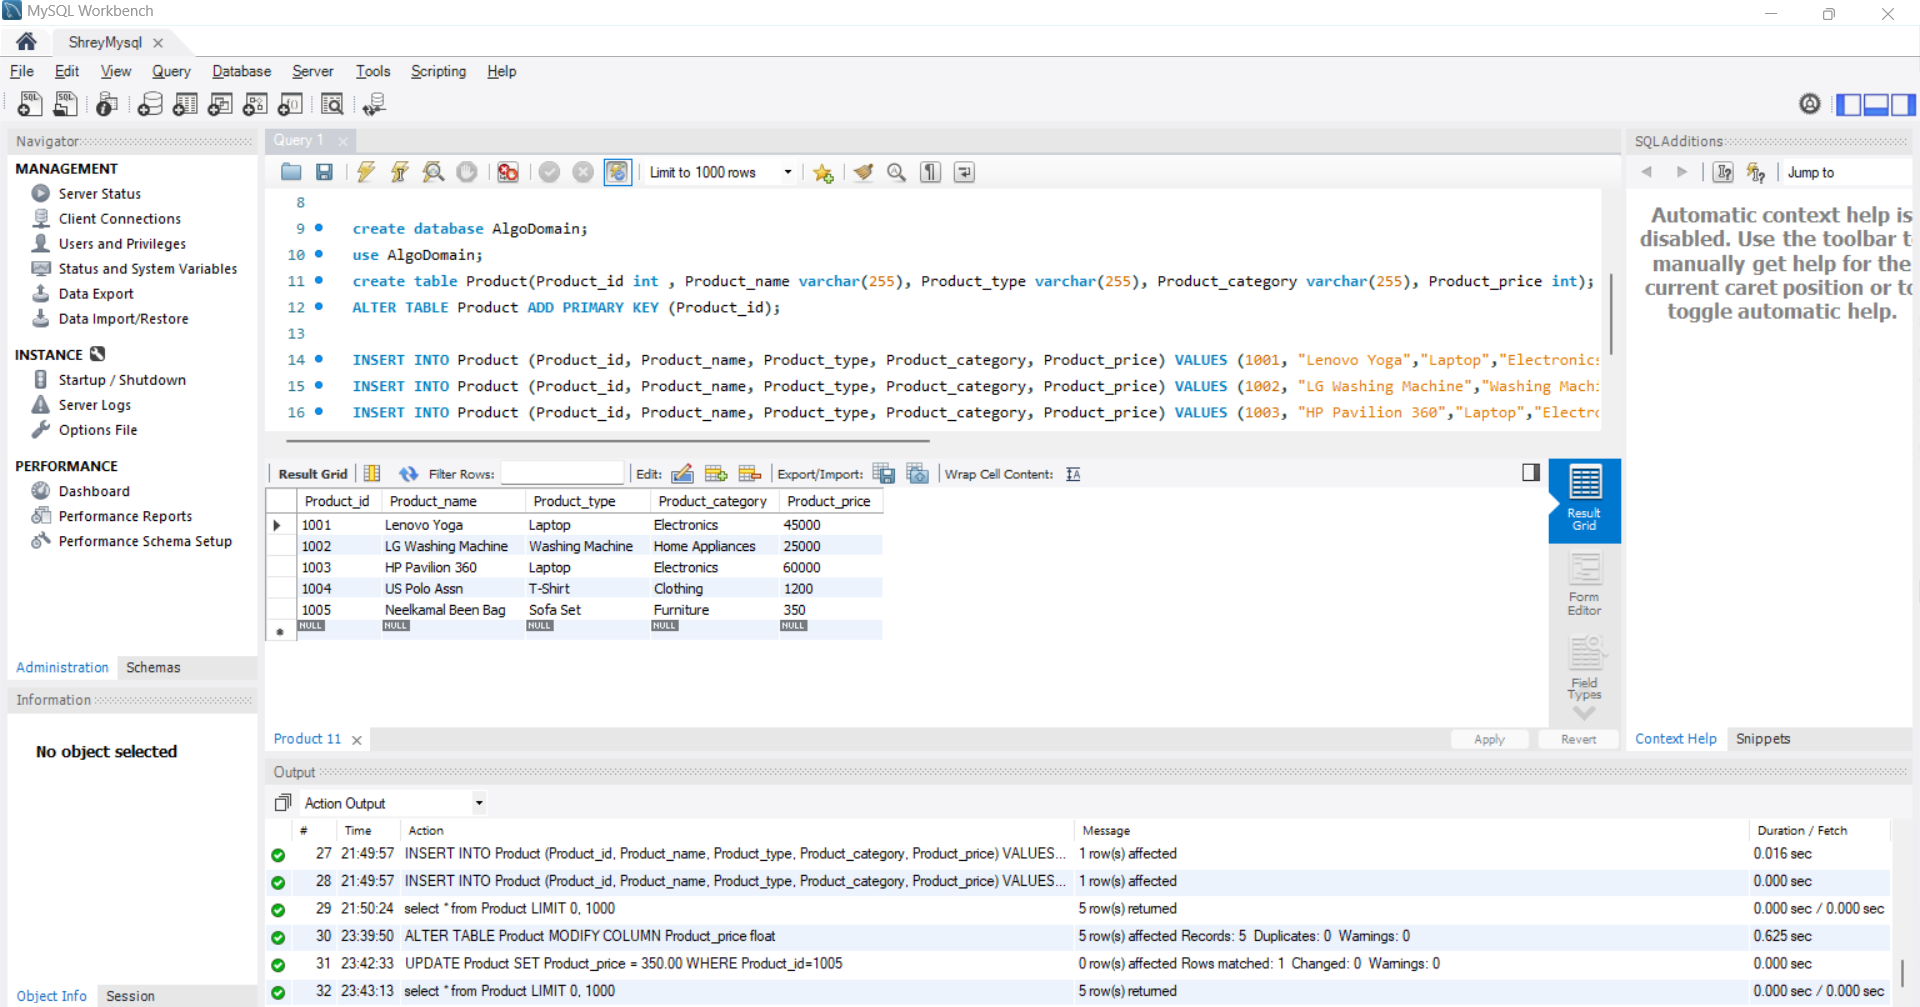 MySQL Workbench
ShreyMysql
File Edit View Query Database Server Tools Scripting Help
Navigator
MANAGEMENT
Server Status
Client Connections
Users and Privileges
Status and System Variables
Data Export
Data Import/Restore
INSTANCE
Startup / Shutdown
Server Logs
Options File
PERFORMANCE
Dashboard
Performance Reports
Performance Schema Setup
Administration Schemas
Information
No object selected
Object Info Session
Query 1
Limit to 1000 rows
8
9 create database AlgoDomain;
10 use AlgoDomain;
11 create table Product(Product_id int , Product_name varchar(255), Product_type varchar(255), Product_category varchar(255), Product_price int);
12 ALTER TABLE Product ADD PRIMARY KEY (Product_id);
13
14 INSERT INTO Product (Product_id, Product_name, Product_type, Product_category, Product_price) VALUES (1001, "Lenovo Yoga","Laptop","Electronics
15 INSERT INTO Product (Product_id, Product_name, Product_type, Product_category, Product_price) VALUES (1002, "LG Washing Machine","Washing Machi
16 INSERT INTO Product (Product_id, Product_name, Product_type, Product_category, Product_price) VALUES (1003, "HP Pavilion 360","Laptop","Electro
Result Grid Filter Rows: Edit: Export/Import: Wrap Cell Content:
Product_id Product_name Product_type Product_category Product_price
1001 Lenovo Yoga Laptop Electronics 45000
1002 LG Washing Machine Washing Machine Home Appliances 25000
1003 HP Pavilion 360 Laptop Electronics 60000
1004 US Polo Assn T-Shirt Clothing 1200
1005 Neelkamal Been Bag Sofa Set Furniture 350
NULL NULL NULL NULL NULL
Result
Grid
Form
Editor
Field
Types
Product 11
Apply Revert
SQLAdditions
Jump to
Automatic context help is
disabled. Use the toolbar t
manually get help for the
current caret position or to
toggle automatic help.
Context Help Snippets
Output
Action Output
# Time Action Message Duration / Fetch
27 21:49:57 INSERT INTO Product (Product_id, Product_name, Product_type, Product_category, Product_price) VALUES... 1 row(s) affected 0.016 sec
28 21:49:57 INSERT INTO Product (Product_id, Product_name, Product_type, Product_category, Product_price) VALUES... 1 row(s) affected 0.000 sec
29 21:50:24 select * from Product LIMIT 0, 1000 5 row(s) returned 0.000 sec / 0.000 sec
30 23:39:50 ALTER TABLE Product MODIFY COLUMN Product_price float 5 row(s) affected Records: 5 Duplicates: 0 Warnings: 0 0.625 sec
31 23:42:33 UPDATE Product SET Product_price = 350.00 WHERE Product_id=1005 0 row(s) affected Rows matched: 1 Changed: 0 Warnings: 0 0.000 sec
32 23:43:13 select * from Product LIMIT 0, 1000 5 row(s) returned 0.000 sec / 0.000 sec